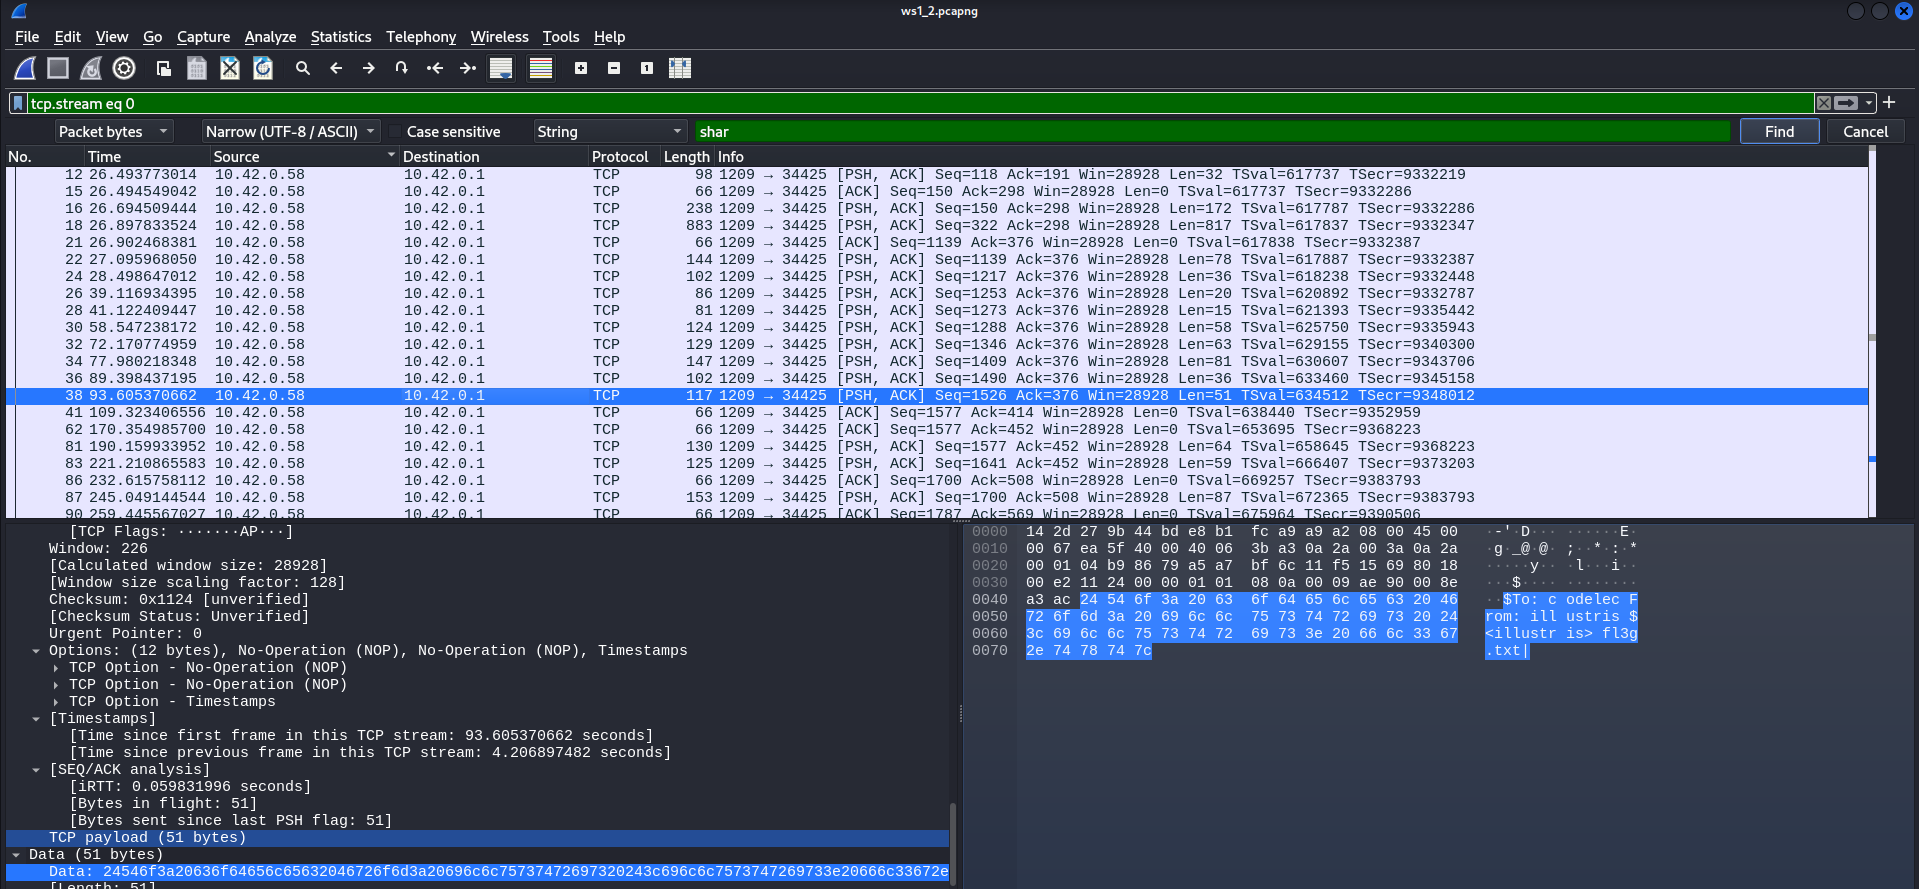 ws1_2.pcapng
File Edit View Go Capture Analyze Statistics Telephony Wireless Tools Help
tcp.stream eq 0
Packet bytes Narrow (UTF-8 / ASCII) Case sensitive String shar Find Cancel
No. Time Source Destination Protocol Length Info
12 26.493773014 10.42.0.58 10.42.0.1 TCP 98 1209 → 34425 [PSH, ACK] Seq=118 Ack=191 Win=28928 Len=32 TSval=617737 TSecr=9332219
15 26.494549042 10.42.0.58 10.42.0.1 TCP 66 1209 → 34425 [ACK] Seq=150 Ack=298 Win=28928 Len=0 TSval=617737 TSecr=9332286
16 26.694509444 10.42.0.58 10.42.0.1 TCP 238 1209 → 34425 [PSH, ACK] Seq=150 Ack=298 Win=28928 Len=172 TSval=617787 TSecr=9332286
18 26.897833524 10.42.0.58 10.42.0.1 TCP 883 1209 → 34425 [PSH, ACK] Seq=322 Ack=298 Win=28928 Len=817 TSval=617837 TSecr=9332347
21 26.902468381 10.42.0.58 10.42.0.1 TCP 66 1209 → 34425 [ACK] Seq=1139 Ack=376 Win=28928 Len=0 TSval=617838 TSecr=9332387
22 27.095968050 10.42.0.58 10.42.0.1 TCP 144 1209 → 34425 [PSH, ACK] Seq=1139 Ack=376 Win=28928 Len=78 TSval=617887 TSecr=9332387
24 28.498647012 10.42.0.58 10.42.0.1 TCP 102 1209 → 34425 [PSH, ACK] Seq=1217 Ack=376 Win=28928 Len=36 TSval=618238 TSecr=9332448
26 39.116934395 10.42.0.58 10.42.0.1 TCP 86 1209 → 34425 [PSH, ACK] Seq=1253 Ack=376 Win=28928 Len=20 TSval=620892 TSecr=9332787
28 41.122409447 10.42.0.58 10.42.0.1 TCP 81 1209 → 34425 [PSH, ACK] Seq=1273 Ack=376 Win=28928 Len=15 TSval=621393 TSecr=9335442
30 58.547238172 10.42.0.58 10.42.0.1 TCP 124 1209 → 34425 [PSH, ACK] Seq=1288 Ack=376 Win=28928 Len=58 TSval=625750 TSecr=9335943
32 72.170774959 10.42.0.58 10.42.0.1 TCP 129 1209 → 34425 [PSH, ACK] Seq=1346 Ack=376 Win=28928 Len=63 TSval=629155 TSecr=9340300
34 77.980218348 10.42.0.58 10.42.0.1 TCP 147 1209 → 34425 [PSH, ACK] Seq=1409 Ack=376 Win=28928 Len=81 TSval=630607 TSecr=9343706
36 89.398437195 10.42.0.58 10.42.0.1 TCP 102 1209 → 34425 [PSH, ACK] Seq=1490 Ack=376 Win=28928 Len=36 TSval=633460 TSecr=9345158
38 93.605370662 10.42.0.58 10.42.0.1 TCP 117 1209 → 34425 [PSH, ACK] Seq=1526 Ack=376 Win=28928 Len=51 TSval=634512 TSecr=9348012
41 109.323406556 10.42.0.58 10.42.0.1 TCP 66 1209 → 34425 [ACK] Seq=1577 Ack=414 Win=28928 Len=0 TSval=638440 TSecr=9352959
62 170.354985700 10.42.0.58 10.42.0.1 TCP 66 1209 → 34425 [ACK] Seq=1577 Ack=452 Win=28928 Len=0 TSval=653695 TSecr=9368223
81 190.159933952 10.42.0.58 10.42.0.1 TCP 130 1209 → 34425 [PSH, ACK] Seq=1577 Ack=452 Win=28928 Len=64 TSval=658645 TSecr=9368223
83 221.210865583 10.42.0.58 10.42.0.1 TCP 125 1209 → 34425 [PSH, ACK] Seq=1641 Ack=452 Win=28928 Len=59 TSval=666407 TSecr=9373203
86 232.615758112 10.42.0.58 10.42.0.1 TCP 66 1209 → 34425 [ACK] Seq=1700 Ack=508 Win=28928 Len=0 TSval=669257 TSecr=9383793
87 245.049144544 10.42.0.58 10.42.0.1 TCP 153 1209 → 34425 [PSH, ACK] Seq=1700 Ack=508 Win=28928 Len=87 TSval=672365 TSecr=9383793
90 259.445567027 10.42.0.58 10.42.0.1 TCP 66 1209 → 34425 [ACK] Seq=1787 Ack=569 Win=28928 Len=0 TSval=675964 TSecr=9390506
[TCP Flags: ·······AP···]
Window: 226
[Calculated window size: 28928]
[Window size scaling factor: 128]
Checksum: 0x1124 [unverified]
[Checksum Status: Unverified]
Urgent Pointer: 0
Options: (12 bytes), No-Operation (NOP), No-Operation (NOP), Timestamps
TCP Option - No-Operation (NOP)
TCP Option - No-Operation (NOP)
TCP Option - Timestamps
[Timestamps]
[Time since first frame in this TCP stream: 93.605370662 seconds]
[Time since previous frame in this TCP stream: 4.206897482 seconds]
[SEQ/ACK analysis]
[iRTT: 0.059831996 seconds]
[Bytes in flight: 51]
[Bytes sent since last PSH flag: 51]
TCP payload (51 bytes)
Data (51 bytes)
Data: 24546f3a20636f64656c65632046726f6d3a20696c6c75737472697320243c696c6c75737472697​33e20666c33672e
[Length: 51]
0000 14 2d 27 9b 44 bd e8 b1 fc a9 a9 a2 08 00 45 00 ·-'·D··· ······E·
0010 00 67 ea 5f 40 00 40 06 3b a3 0a 2a 00 3a 0a 2a ·g·_@·@· ;··*·:·*
0020 00 01 04 b9 86 79 a5 a7 bf 6c 11 f5 15 69 80 18 ·····y·· ·l···i··
0030 00 e2 11 24 00 00 01 01 08 0a 00 09 ae 90 00 8e ···$···· ········
0040 a3 ac 24 54 6f 3a 20 63 6f 64 65 6c 65 63 20 46 ··$To: c odelec F
0050 72 6f 6d 3a 20 69 6c 6c 75 73 74 72 69 73 20 24 rom: ill ustris $
0060 3c 69 6c 6c 75 73 74 72 69 73 3e 20 66 6c 33 67 <illustr is> fl3g
0070 2e 74 78 74 7c .txt|